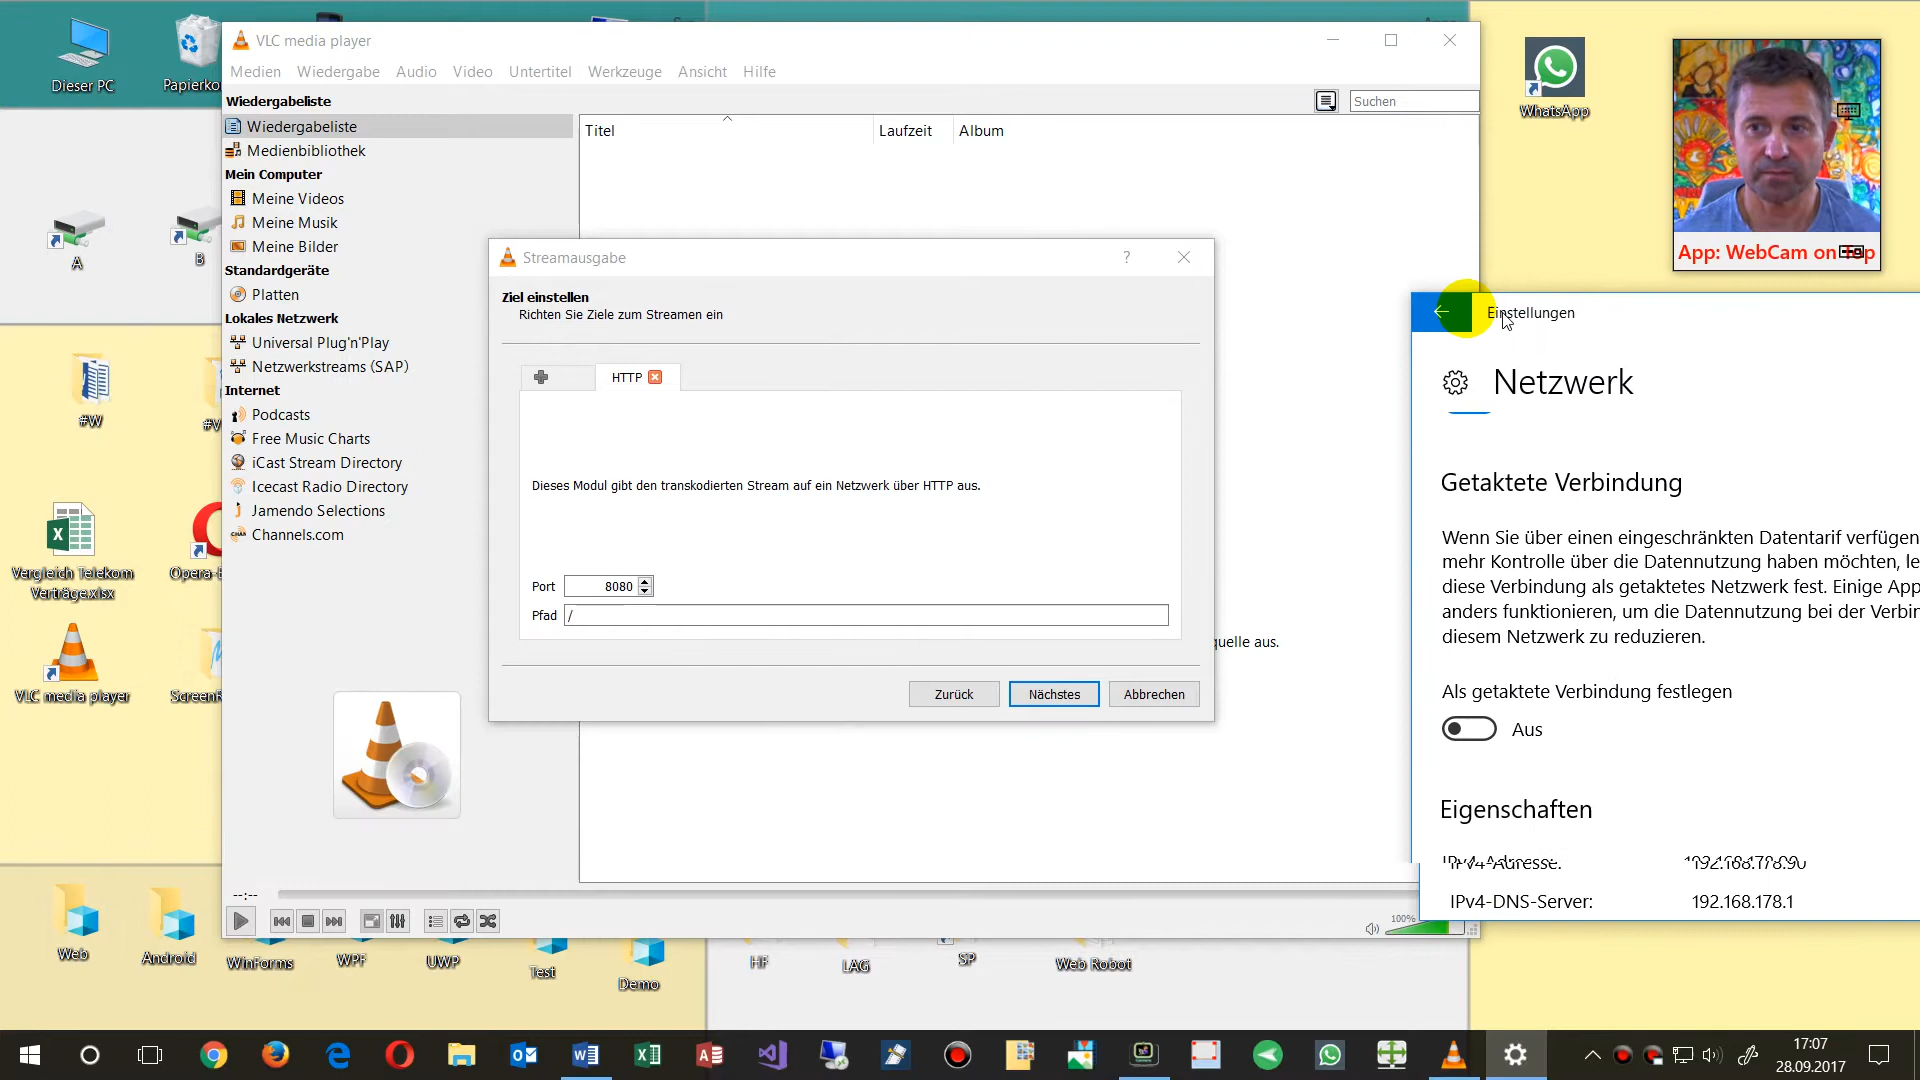 Dieser PC
VLC media player
Medien Wiedergabe Audio Video Untertitel Werkzeuge Ansicht Hilfe
Wiedergabeliste
Suchen
Wiedergabeliste
Medienbibliothek
Mein Computer
Meine Videos
Meine Musik
Meine Bilder
Standardgeräte
Platten
Lokales Netzwerk
Universal Plug'n'Play
Netzwerkstreams (SAP)
Internet
Podcasts
Free Music Charts
iCast Stream Directory
Icecast Radio Directory
Jamendo Selections
Channels.com
Titel Laufzeit Album
Streamausgabe
?
Ziel einstellen
Richten Sie Ziele zum Streamen ein
HTTP
Dieses Modul gibt den transkodierten Stream auf ein Netzwerk über HTTP aus.
Port 8080
Pfad /
quelle aus.
Zurück Nächstes Abbrechen
--:--
100%
WhatsApp
App: WebCam on Top
Einstellungen
Netzwerk
Getaktete Verbindung
Wenn Sie über einen eingeschränkten Datentarif verfügen
mehr Kontrolle über die Datennutzung haben möchten, le
diese Verbindung als getaktetes Netzwerk fest. Einige App
anders funktionieren, um die Datennutzung bei der Verbin
diesem Netzwerk zu reduzieren.
Als getaktete Verbindung festlegen
Aus
Eigenschaften
IPv4-DNS-Server: 192.168.178.1
A
B
#W
Vergleich Telekom
Verträge.xlsx
VLC media player
Web
Android
WinForms
WPF
UWP
Test
Demo
HF
LAG
SP
Web Robot
17:07
28.09.2017